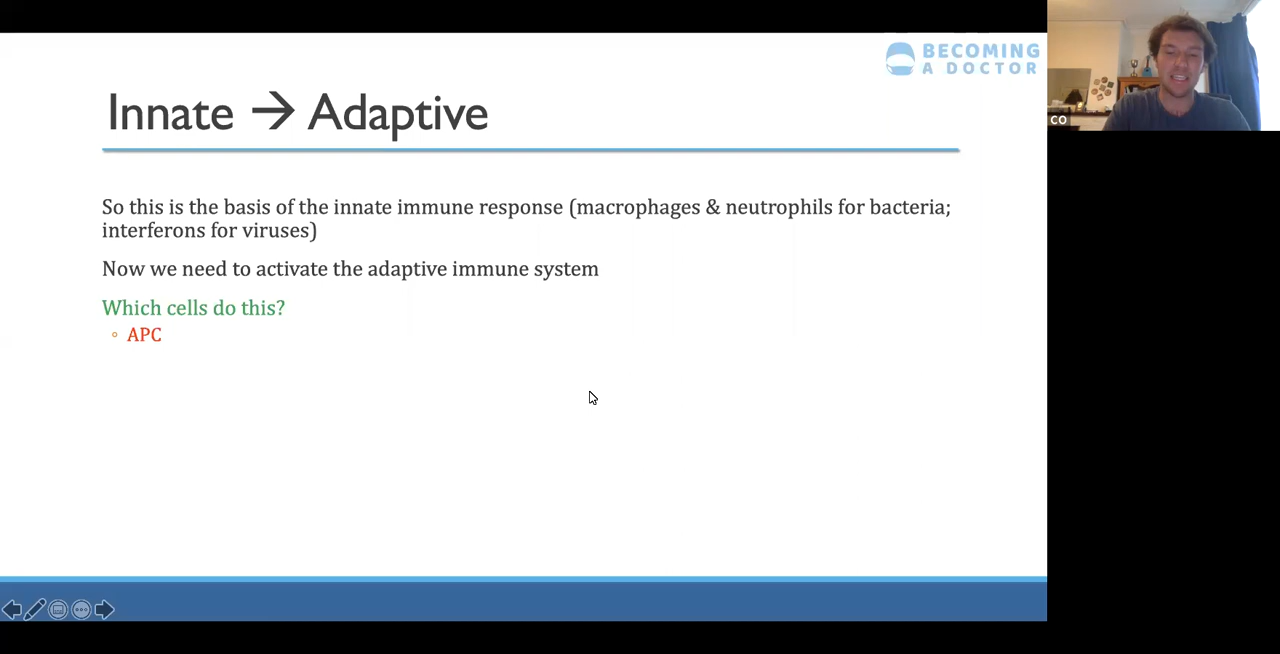 BECOMING
A DOCTOR
CO
Innate → Adaptive
So this is the basis of the innate immune response (macrophages & neutrophils for bacteria;
interferons for viruses)
Now we need to activate the adaptive immune system
Which cells do this?
◦ APC